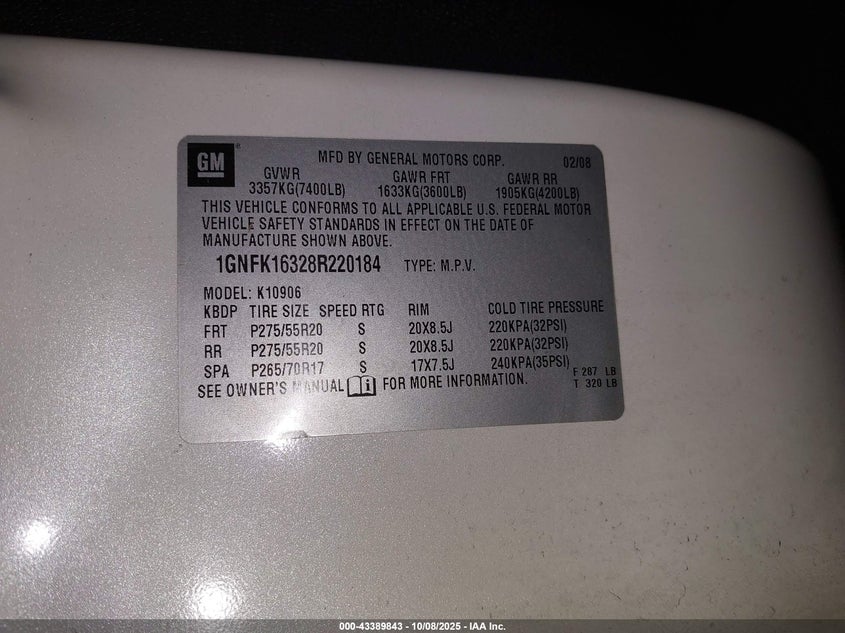 GM
®
MFD BY GENERAL MOTORS CORP. 02/08
GVWR GAWR FRT GAWR RR
3357KG(7400LB) 1633KG(3600LB) 1905KG(4200LB)
THIS VEHICLE CONFORMS TO ALL APPLICABLE U.S. FEDERAL MOTOR
VEHICLE SAFETY STANDARDS IN EFFECT ON THE DATE OF
MANUFACTURE SHOWN ABOVE.
1GNFK16328R220184 TYPE: M.P.V.
MODEL: K10906
KBDP TIRE SIZE SPEED RTG RIM COLD TIRE PRESSURE
FRT P275/55R20 S 20X8.5J 220KPA(32PSI)
RR P275/55R20 S 20X8.5J 220KPA(32PSI)
SPA P265/70R17 S 17X7.5J 240KPA(35PSI)
F 287 LB
SEE OWNER'S MANUAL FOR MORE INFORMATION. T 320 LB
000-43389843 - 10/08/2025 - IAA Inc.